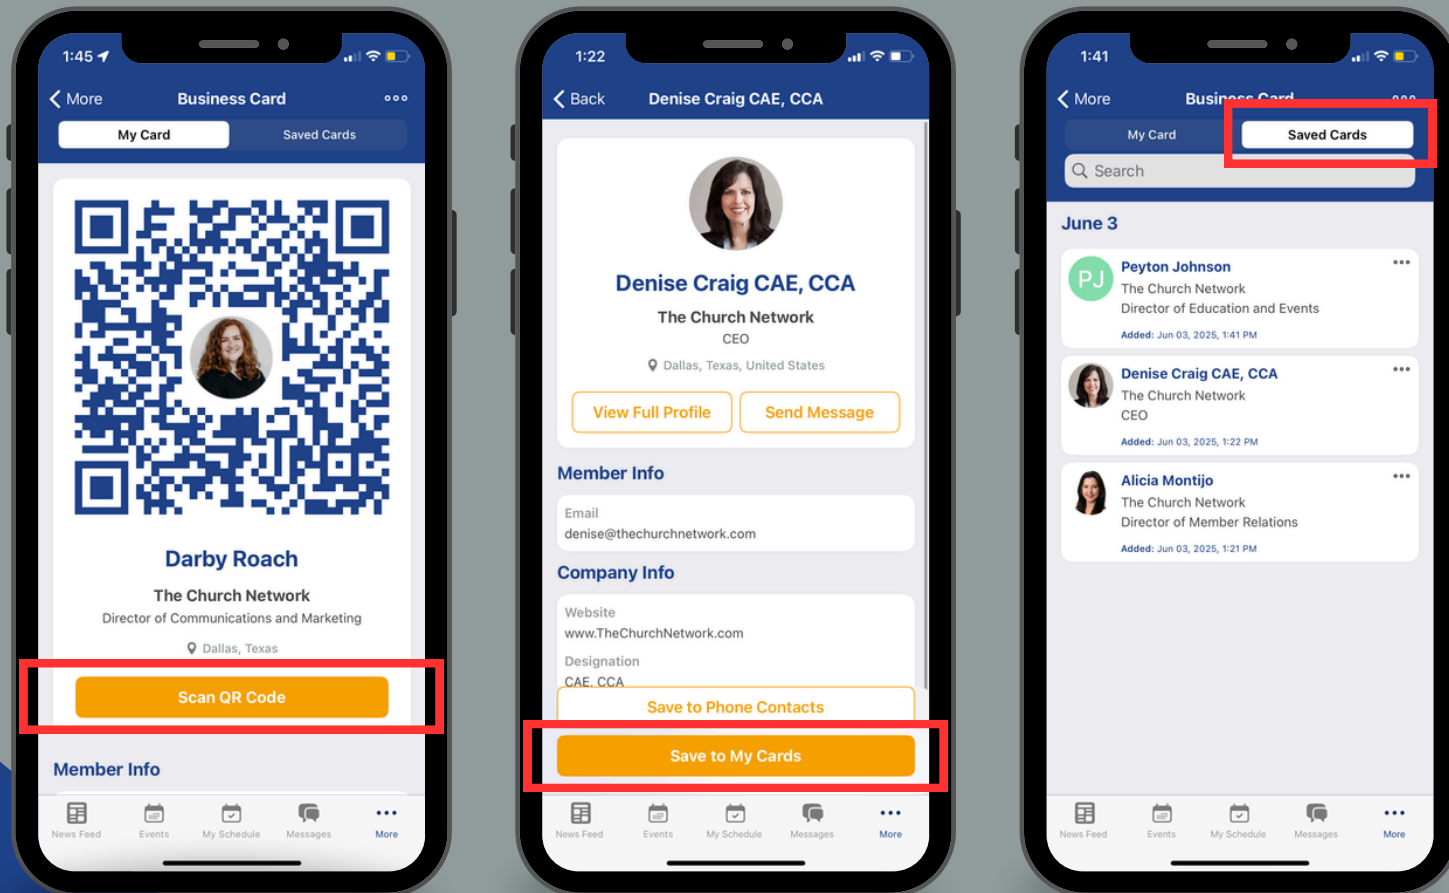 1:45
More
Business Card
My Card
Saved Cards
Darby Roach
The Church Network
Director of Communications and Marketing
Dallas, Texas
Scan QR Code
Member Info
News Feed
Events
My Schedule
Messages
More
1:22
Back
Denise Craig CAE, CCA
Denise Craig CAE, CCA
The Church Network
CEO
Dallas, Texas, United States
View Full Profile
Send Message
Member Info
Email
denise@thechurchnetwork.com
Company Info
Website
www.TheChurchNetwork.com
Designation
CAE, CCA
Save to Phone Contacts
Save to My Cards
News Feed
Events
My Schedule
Messages
More
1:41
More
Business Card
My Card
Saved Cards
Search
June 3
PJ
Peyton Johnson
The Church Network
Director of Education and Events
Added: Jun 03, 2025, 1:41 PM
Denise Craig CAE, CCA
The Church Network
CEO
Added: Jun 03, 2025, 1:22 PM
Alicia Montijo
The Church Network
Director of Member Relations
Added: Jun 03, 2025, 1:21 PM
News Feed
Events
My Schedule
Messages
More